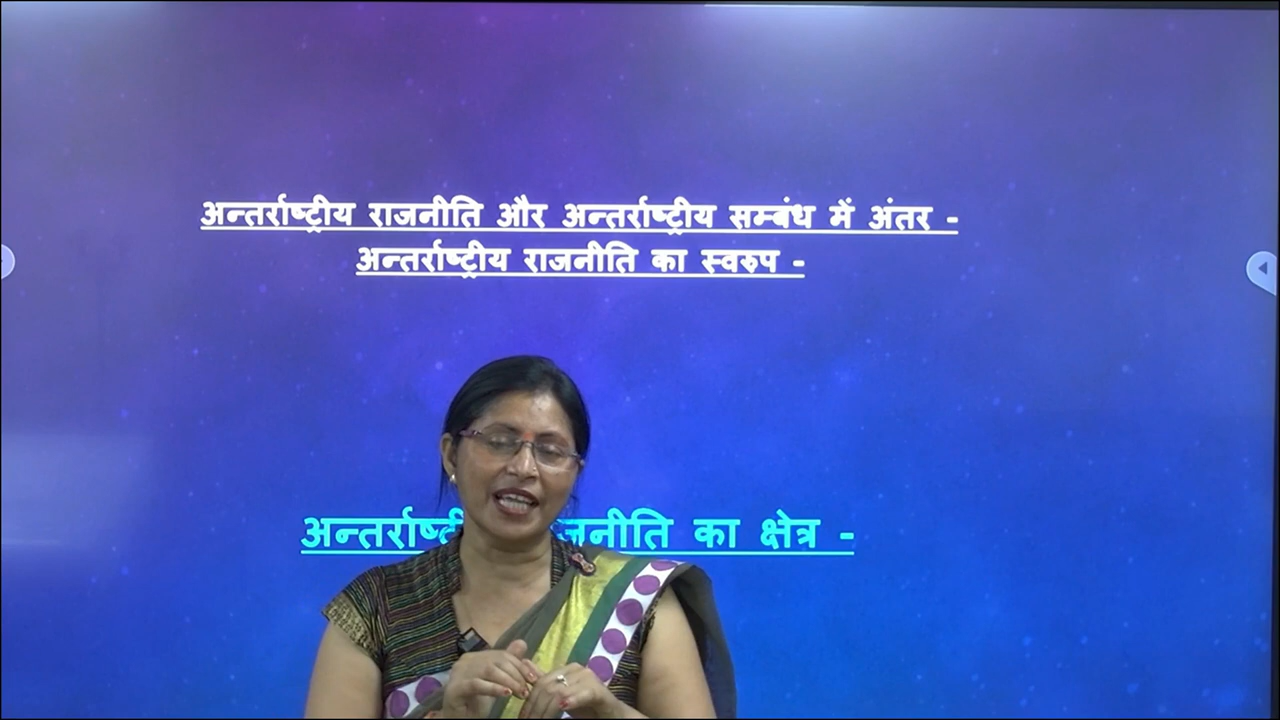 अन्तर्राष्ट्रीय राजनीति और अन्तर्राष्ट्रीय सम्बंध में अंतर -
अन्तर्राष्ट्रीय राजनीति का स्वरुप -
का क्षेत्र -